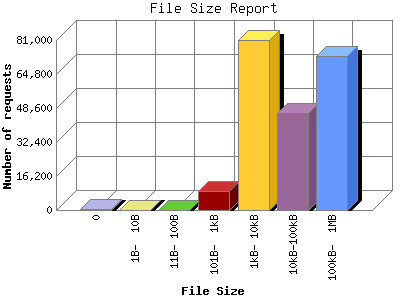 File Size Report
81,000
64,800
48,600
32,400
16,200
0
Number of requests
0
1B- 10B
11B- 100B
101B- 1kB
1kB- 10kB
10kB-100kB
100kB- 1MB
File Size